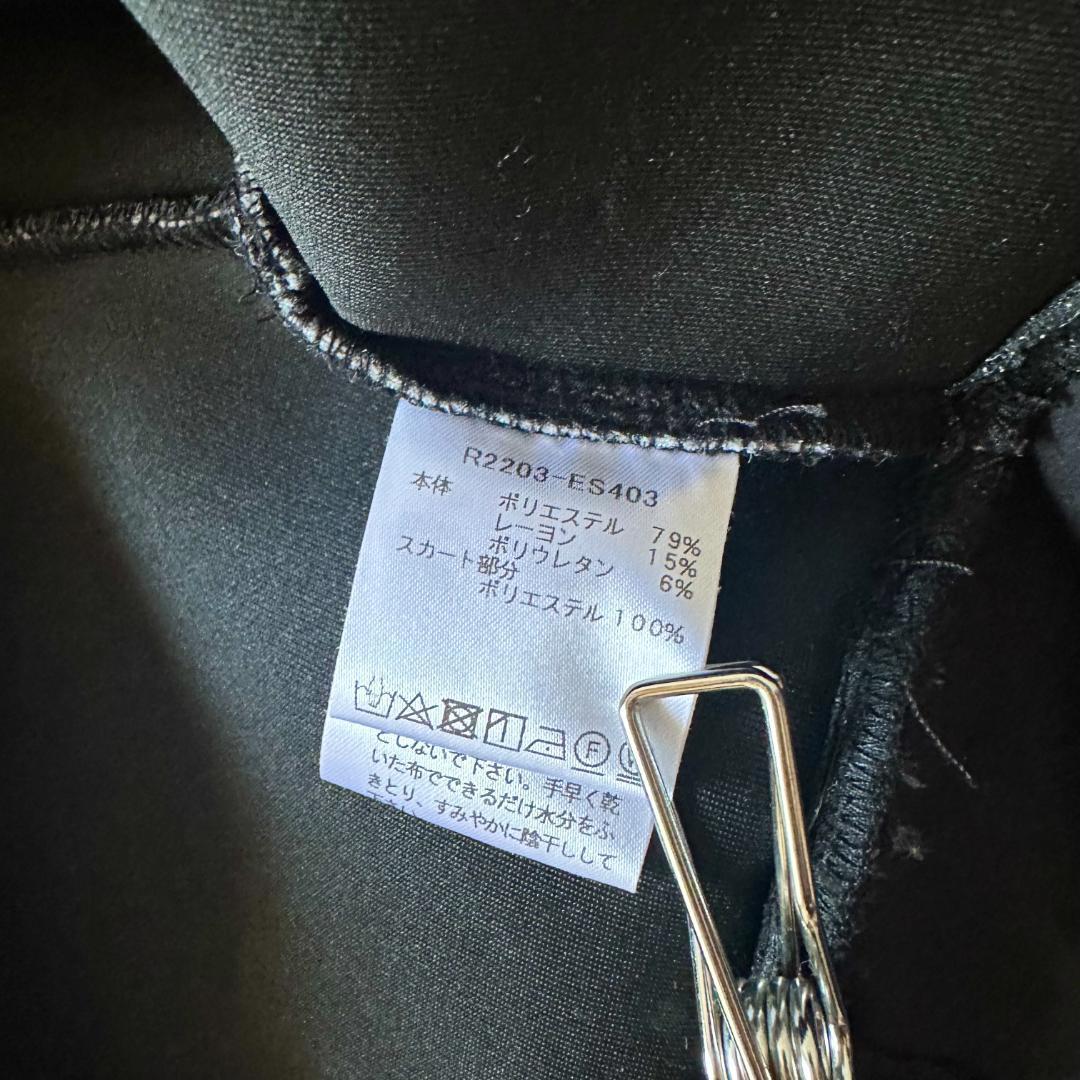 R2203-ES403
本体 ポリエステル 79%
レーヨン 15%
ポリウレタン 6%
スカート部分
ポリエステル 100%
F
としないで下さい。手早く乾
いた布でできるだけ水分をふ
きとり、すみやかに陰干しして